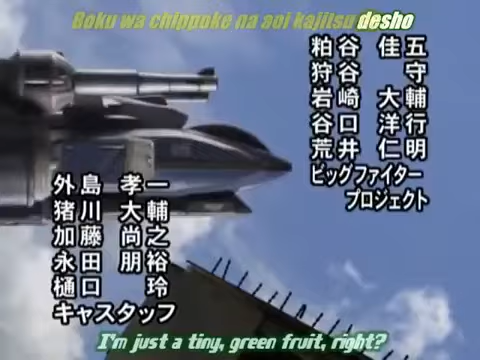 Boku wa chippoke na aoi kajitsu desho
粕谷 佳五
狩谷 守
岩崎 大輔
谷口 洋行
荒井 仁明
ビッグファイター
プロジェクト
外島 孝一
猪川 大輔
加藤 尚之
永田 朋裕
樋口 玲
キャスタッフ
I'm just a tiny, green fruit, right?